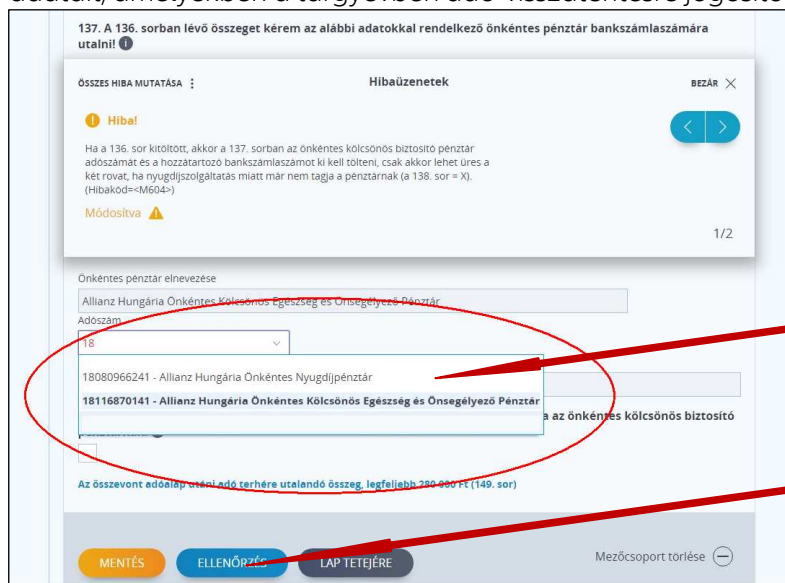 137. A 136. sorban lévő összeget kérem az alábbi adatokkal rendelkező önkéntes pénztár bankszámlaszámára
utalni!
ÖSSZES HIBA MUTATÁSA
Hibaüzenetek
BEZÁR
Hiba!
Ha a 136. sor kitöltött, akkor a 137. sorban az önkéntes kölcsönös biztosító pénztár
adószámát és a hozzátartozó bankszámlaszámot ki kell tölteni, csak akkor lehet üres a
két rovat, ha nyugdíjszolgáltatás miatt már nem tagja a pénztárnak (a 138. sor = X).
(Hibakód=<M604>)
Módosítva
1/2
Önkéntes pénztár elnevezése
Allianz Hungária Önkéntes Kölcsönös Egészség és Önsegélyező Pénztár
Adószám
18
18080966241 - Allianz Hungária Önkéntes Nyugdíjpénztár
18116870141 - Allianz Hungária Önkéntes Kölcsönös Egészség és Önsegélyező Pénztár
a az önkéntes kölcsönös biztosító
Az összevont adóalap utáni adó terhére utalandó összeg, legfeljebb 280 000 Ft (149. sor)
MENTÉS
ELLENŐRZÉS
LAP TETEJÉRE
Mezőcsoport törlése